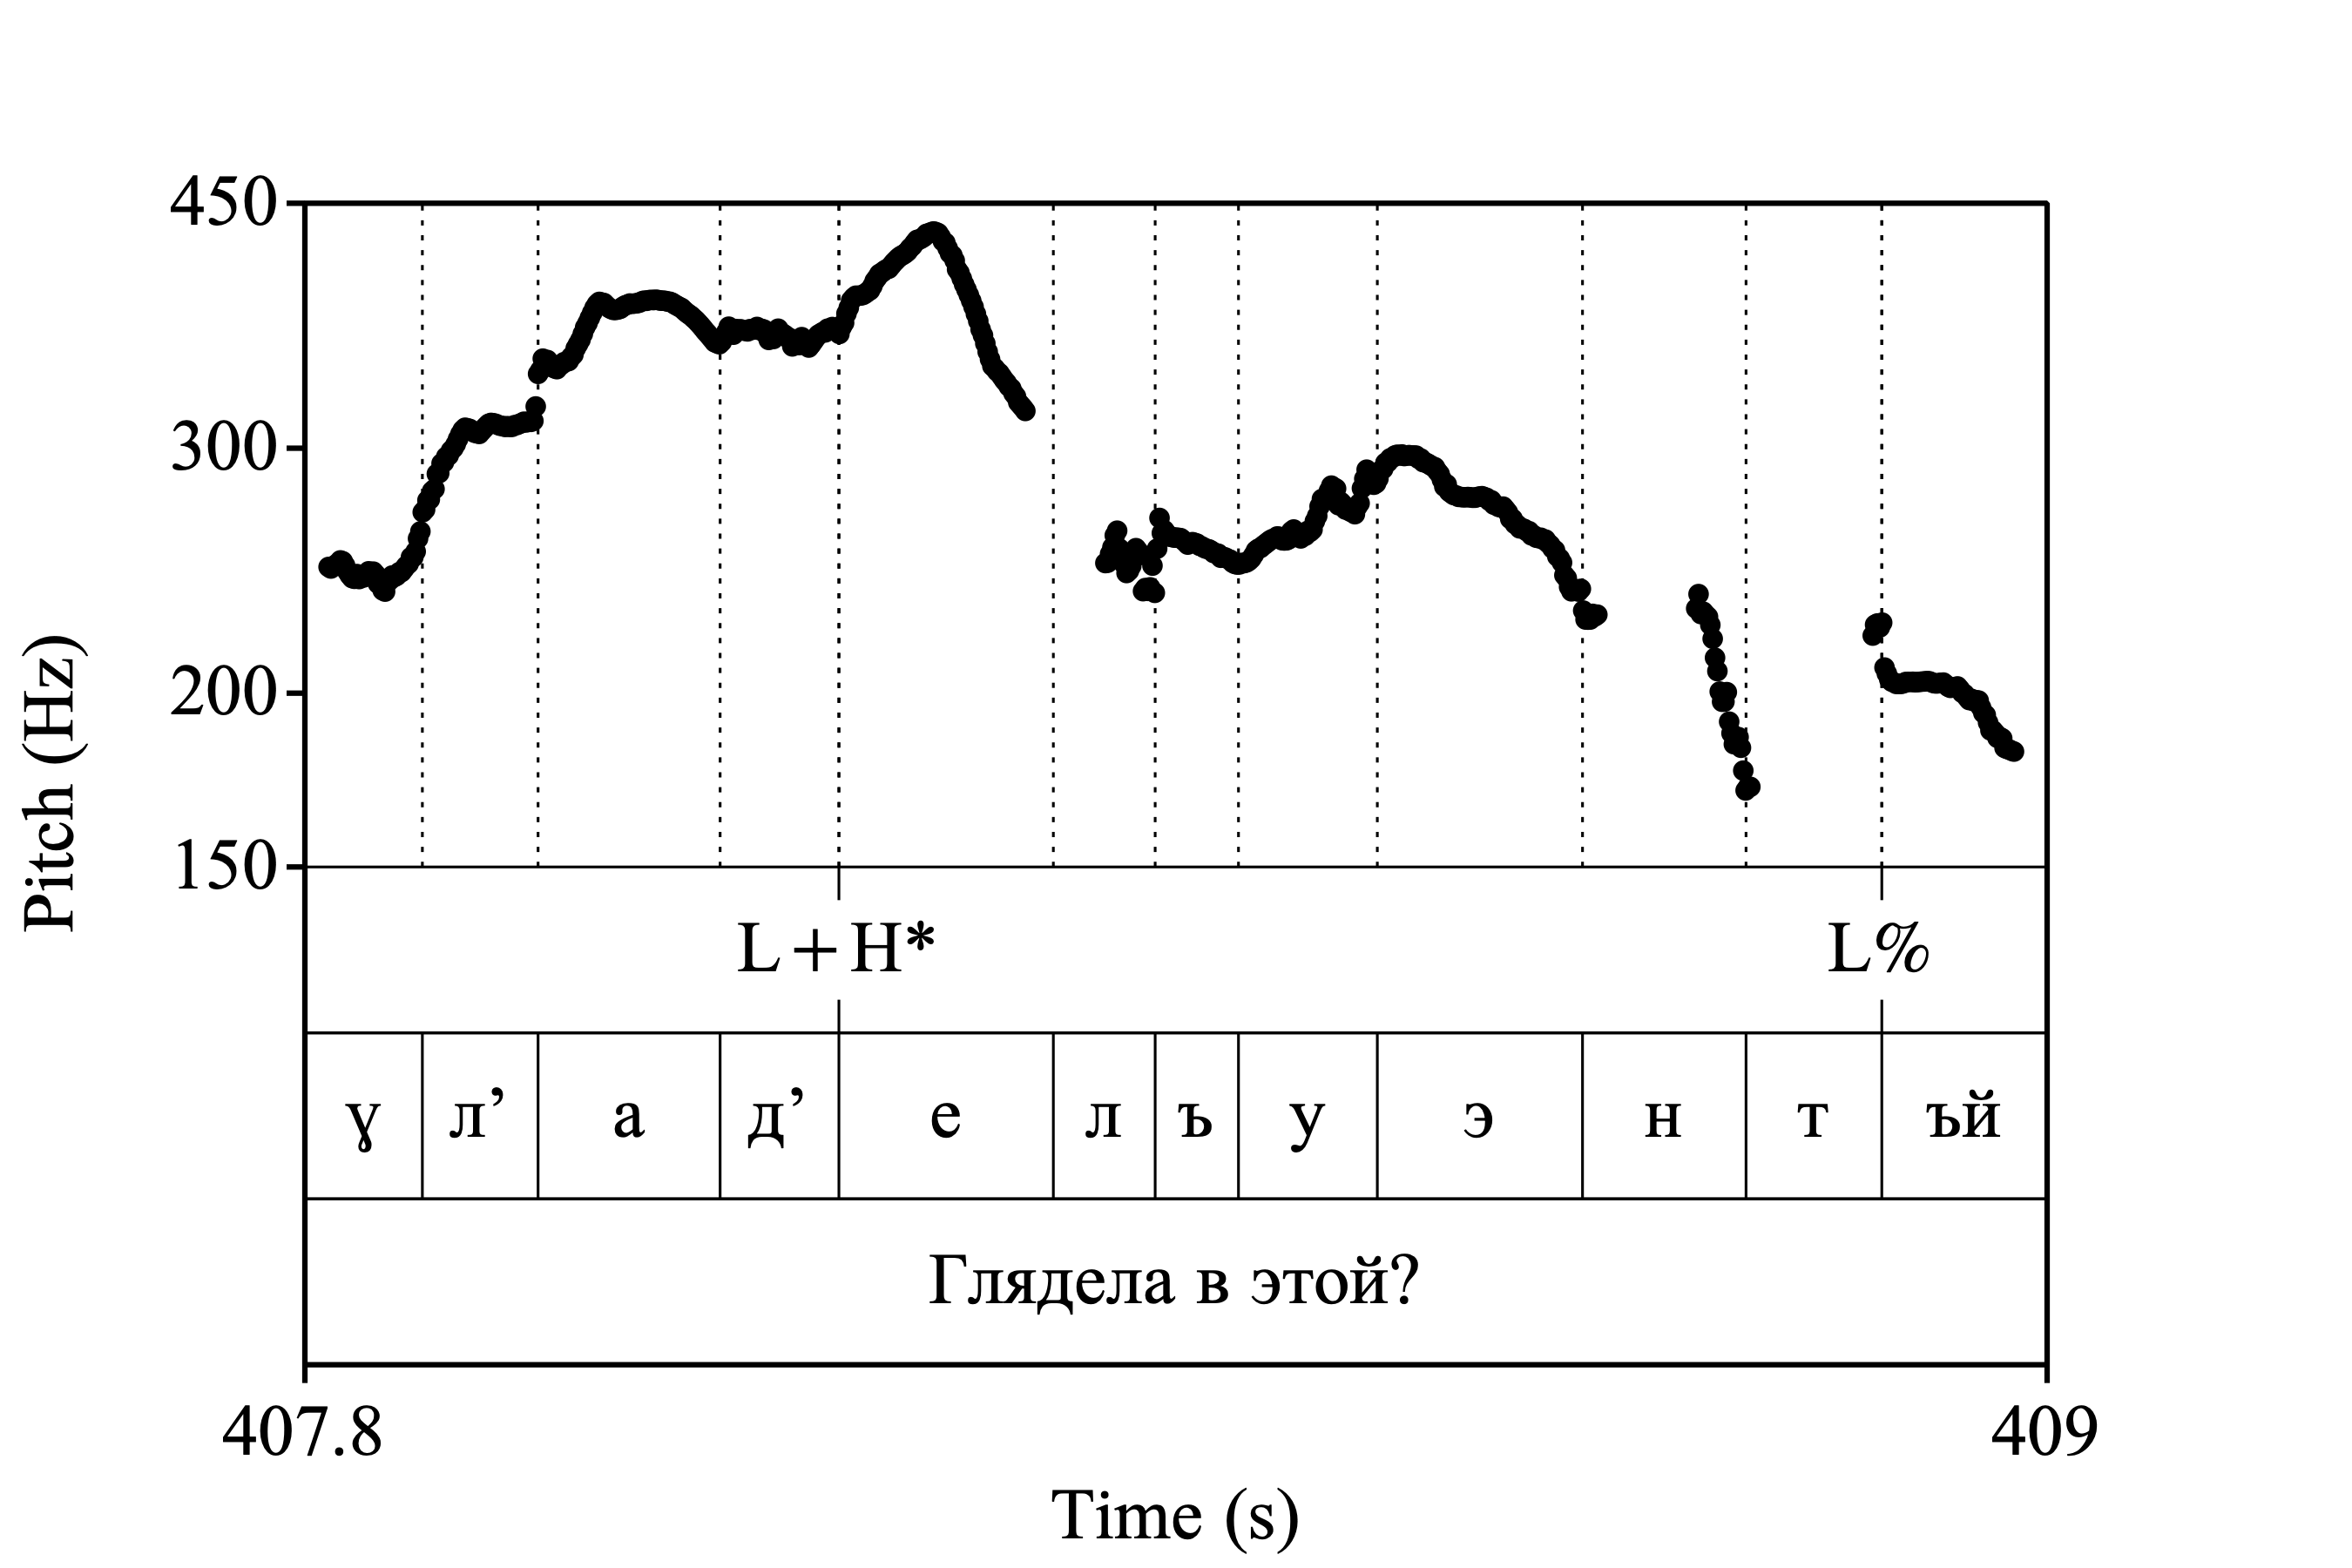 450
300
200
150
Pitch (Hz)
L+H* L%
ɣ л’ а д’ е л ъ у э н т ъй
Глядела в этой?
407.8 409
Time (s)